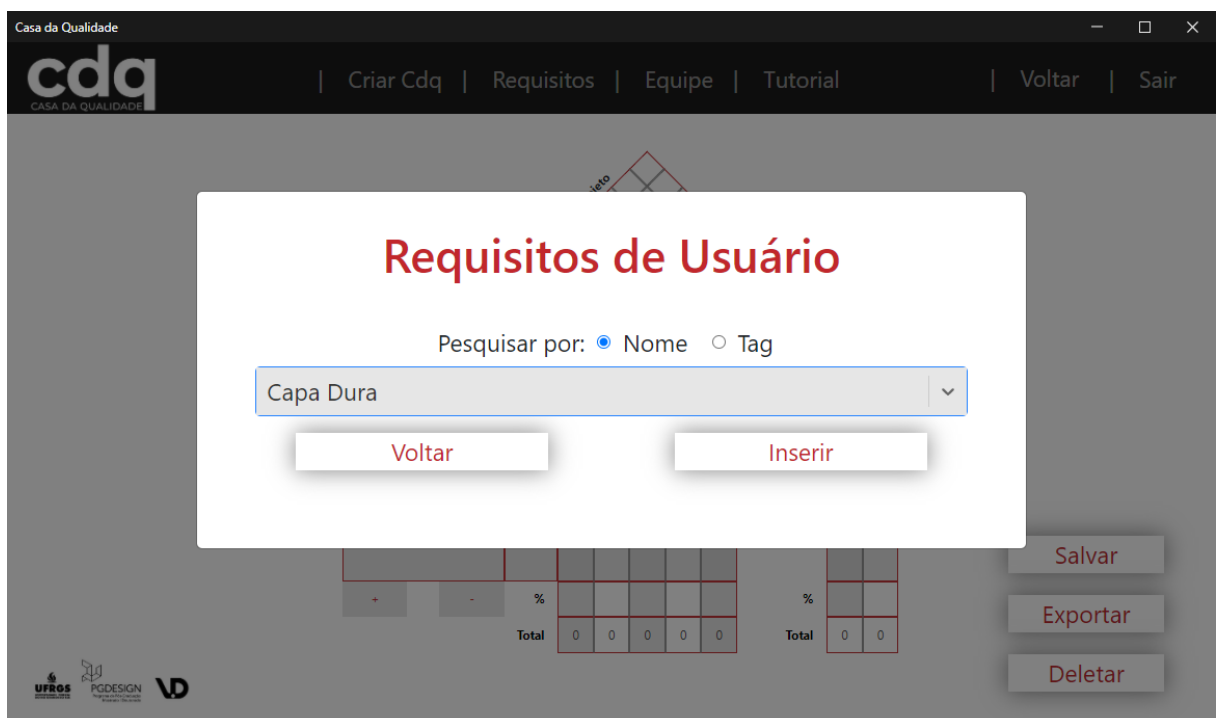 Casa da Qualidade
cdq
CASA DA QUALIDADE
| Criar Cdq | Requisitos | Equipe | Tutorial | Voltar | Sair
jeto
Requisitos de Usuário
Pesquisar por: Nome Tag
Capa Dura
Voltar Inserir
Salvar
+ - % %
Exportar
Total 0 0 0 0 0 Total 0 0
Deletar
UFRGS
PGDESIGN
VD